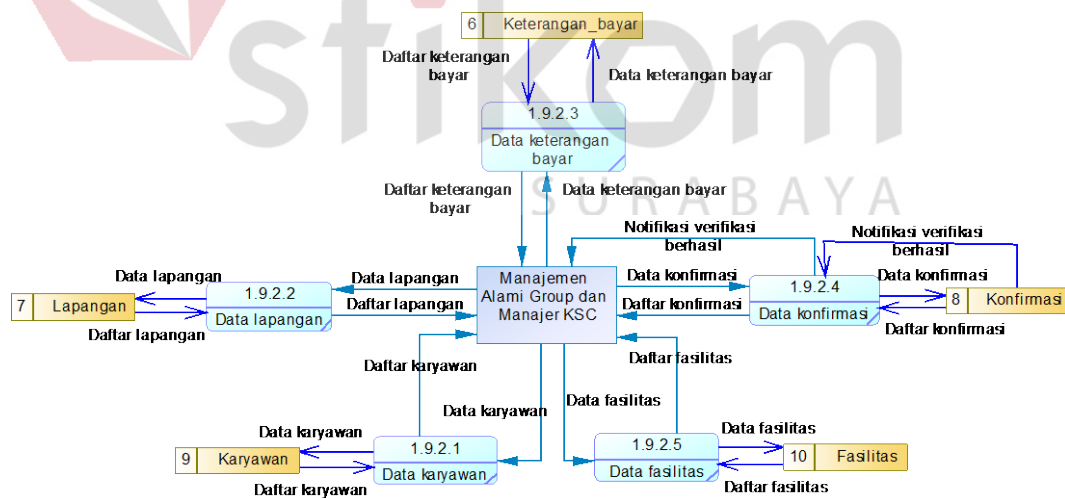 stikom
SURABAYA
6 Keterangan_bayar
Daftar keterangan
bayar
Data keterangan bayar
1.9.2.3
Data keterangan
bayar
Daftar keterangan
bayar
Data keterangan bayar
Notifikasi verifikasi
berhasil
Notifikasi verifikasi
berhasil
Data lapangan
Data lapangan
Manajemen
Alami Group dan
Manajer KSC
Data konfirmasi
Data konfirmasi
7 Lapangan
1.9.2.2
Data lapangan
1.9.2.4
Data konfirmasi
8 Konfirmasi
Daftar lapangan
Daftar lapangan
Daftar konfirmasi
Daftar konfirmasi
Daftar karyawan
Daftar fasilitas
Data karyawan
Data fasilitas
Data karyawan
Data fasilitas
9 Karyawan
1.9.2.1
Data karyawan
1.9.2.5
Data fasilitas
10 Fasilitas
Daftar karyawan
Daftar fasilitas